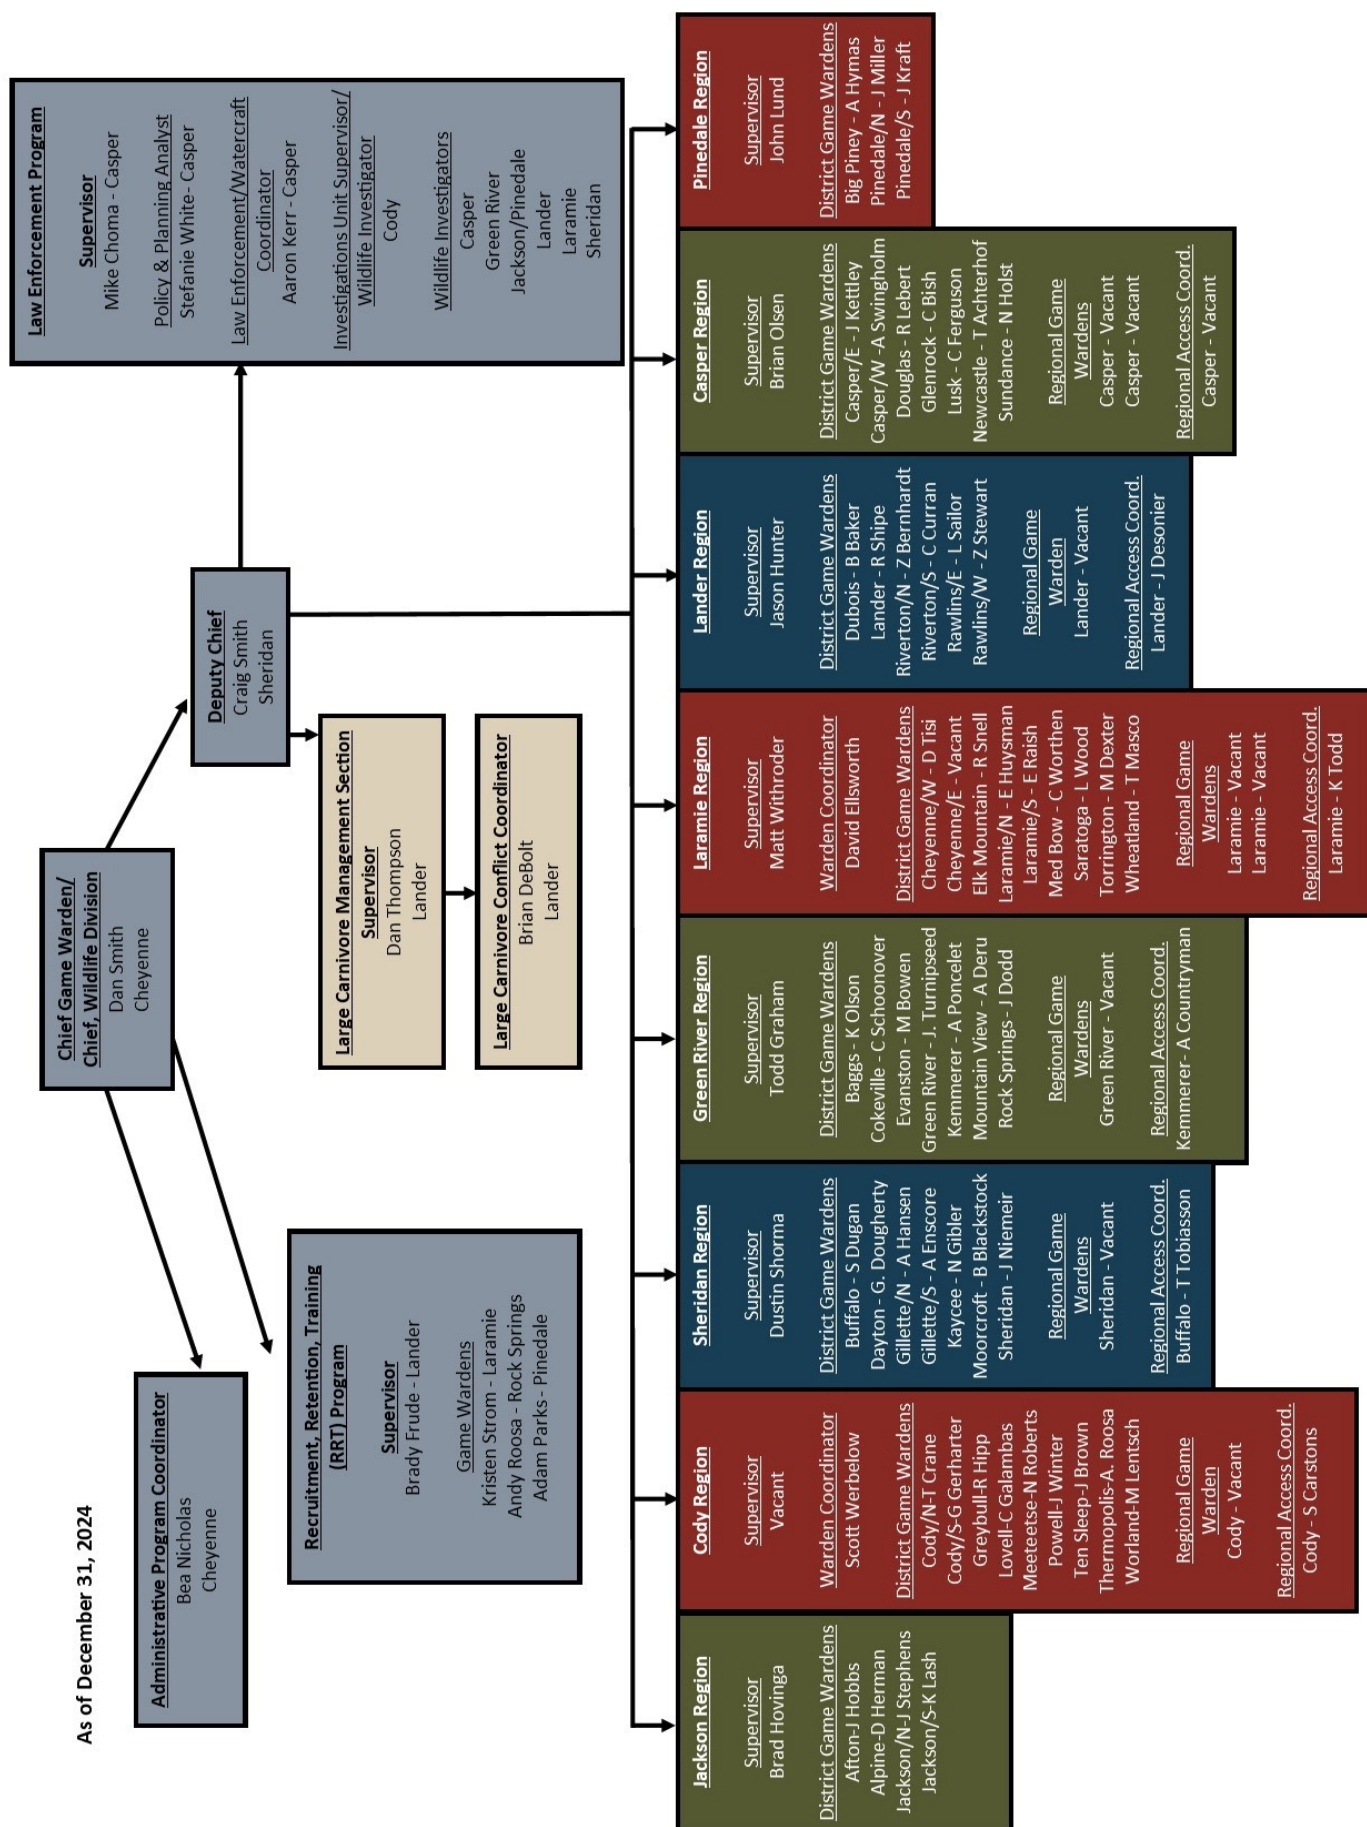 As of December 31, 2024
Chief Game Warden/
Chief, Wildlife Division
Dan Smith
Cheyenne
Administrative Program Coordinator
Bea Nicholas
Cheyenne
Recruitment, Retention, Training
(RRT) Program
Supervisor
Brady Frude - Lander
Game Wardens
Kristen Strom - Laramie
Andy Roosa - Rock Springs
Adam Parks - Pinedale
Deputy Chief
Craig Smith
Sheridan
Large Carnivore Management Section
Supervisor
Dan Thompson
Lander
Large Carnivore Conflict Coordinator
Brian DeBolt
Lander
Law Enforcement Program
Supervisor
Mike Choma - Casper
Policy & Planning Analyst
Stefanie White- Casper
Law Enforcement/Watercraft
Coordinator
Aaron Kerr - Casper
Investigations Unit Supervisor/
Wildlife Investigator
Cody
Wildlife Investigators
Casper
Green River
Jackson/Pinedale
Lander
Laramie
Sheridan
Jackson Region
Supervisor
Brad Hovinga
District Game Wardens
Afton-J Hobbs
Alpine-D Herman
Jackson/N-J Stephens
Jackson/S-K Lash
Cody Region
Supervisor
Vacant
Warden Coordinator
Scott Werbelow
District Game Wardens
Cody/N-T Crane
Cody/S-G Gerharter
Greybull-R Hipp
Lovell-C Galambas
Meeteetse-N Roberts
Powell-J Winter
Ten Sleep-J Brown
Thermopolis-A. Roosa
Worland-M Lentsch
Regional Game
Warden
Cody - Vacant
Regional Access Coord.
Cody - S Carstons
Sheridan Region
Supervisor
Dustin Shorma
District Game Wardens
Buffalo - S Dugan
Dayton - G. Dougherty
Gillette/N - A Hansen
Gillette/S - A Enscore
Kaycee - N Gibler
Moorcroft - B Blackstock
Sheridan - J Niemeir
Regional Game
Wardens
Sheridan - Vacant
Regional Access Coord.
Buffalo - T Tobiasson
Green River Region
Supervisor
Todd Graham
District Game Wardens
Baggs - K Olson
Cokeville - C Schoonover
Evanston - M Bowen
Green River - J. Turnipseed
Kemmerer - A Poncelet
Mountain View - A Deru
Rock Springs - J Dodd
Regional Game
Wardens
Green River - Vacant
Regional Access Coord.
Kemmerer- A Countryman
Laramie Region
Supervisor
Matt Withroder
Warden Coordinator
David Ellsworth
District Game Wardens
Cheyenne/W - D Tisi
Cheyenne/E - Vacant
Elk Mountain - R Snell
Laramie/N - E Huysman
Laramie/S - E Raish
Med Bow - C Worthen
Saratoga - L Wood
Torrington - M Dexter
Wheatland - T Masco
Regional Game
Wardens
Laramie - Vacant
Laramie - Vacant
Regional Access Coord.
Laramie - K Todd
Lander Region
Supervisor
Jason Hunter
District Game Wardens
Dubois - B Baker
Lander - R Shipe
Riverton/N - Z Bernhardt
Riverton/S - C Curran
Rawlins/E - L Sailor
Rawlins/W - Z Stewart
Regional Game
Warden
Lander - Vacant
Regional Access Coord.
Lander - J Desonier
Casper Region
Supervisor
Brian Olsen
District Game Wardens
Casper/E - J Kettley
Casper/W -A Swingholm
Douglas - R Lebert
Glenrock - C Bish
Lusk - C Ferguson
Newcastle - T Achterhof
Sundance - N Holst
Regional Game
Wardens
Casper - Vacant
Casper - Vacant
Regional Access Coord.
Casper - Vacant
Pinedale Region
Supervisor
John Lund
District Game Wardens
Big Piney - A Hymas
Pinedale/N - J Miller
Pinedale/S - J Kraft